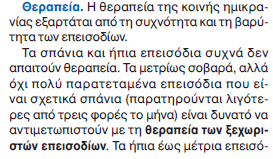 Θεραπεία. Η θεραπεία της κοινής ημικρα-
νίας εξαρτάται από τη συχνότητα και τη βαρύ-
τητα των επεισοδίων.
Τα σπάνια και ήπια επεισόδια συχνά δεν
απαιτούν θεραπεία. Τα μετρίως σοβαρά, αλλά
όχι πολύ παρατεταμένα επεισόδια που εί-
ναι σχετικά σπάνια (παρατηρούνται λιγότε-
ρες από τρεις φορές το μήνα) είναι δυνατό να
αντιμετωπιστούν με τη θεραπεία των ξεχωρι-
στών επεισοδίων. Τα ήπια έως μέτρια επεισό-